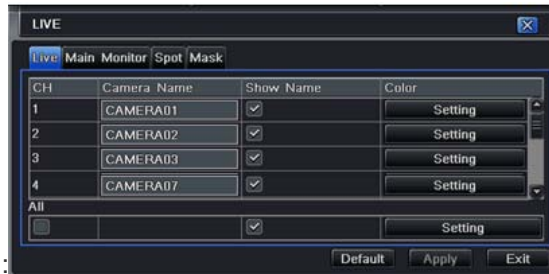 LIVE
Live Main Monitor Spot Mask
CH Camera Name Show Name Color
1 CAMERA01 Setting
2 CAMERA02 Setting
3 CAMERA03 Setting
4 CAMERA07 Setting
All
Setting
Default Apply Exit
: